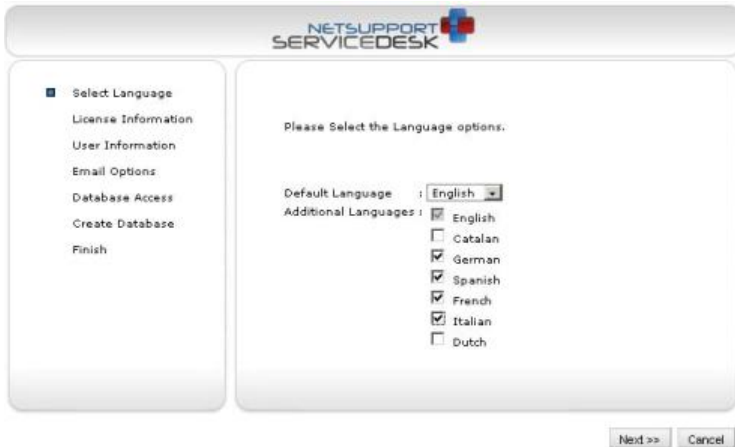 NETSUPPORT
SERVICEDESK
Select Language
License Information
User Information
Email Options
Database Access
Create Database
Finish
Please Select the Language options.
Default Language : English
Additional Languages : English
Catalan
German
Spanish
French
Italian
Dutch
Next >> Cancel